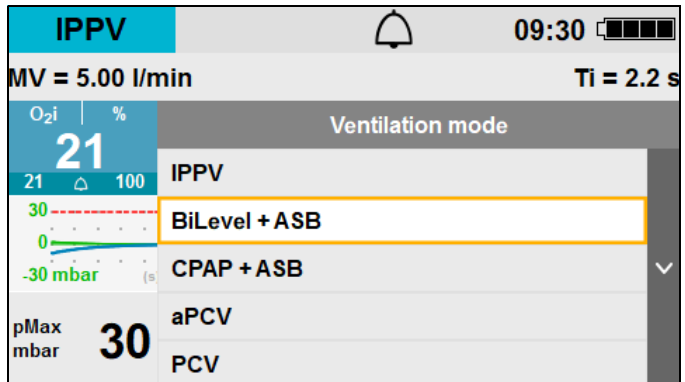 IPPV 09:30
MV = 5.00 l/min Ti = 2.2 s
O₂i %
21
21 100
Ventilation mode
IPPV
BiLevel + ASB
CPAP + ASB
aPCV
PCV
30
0
-30 mbar (s
pMax
mbar 30